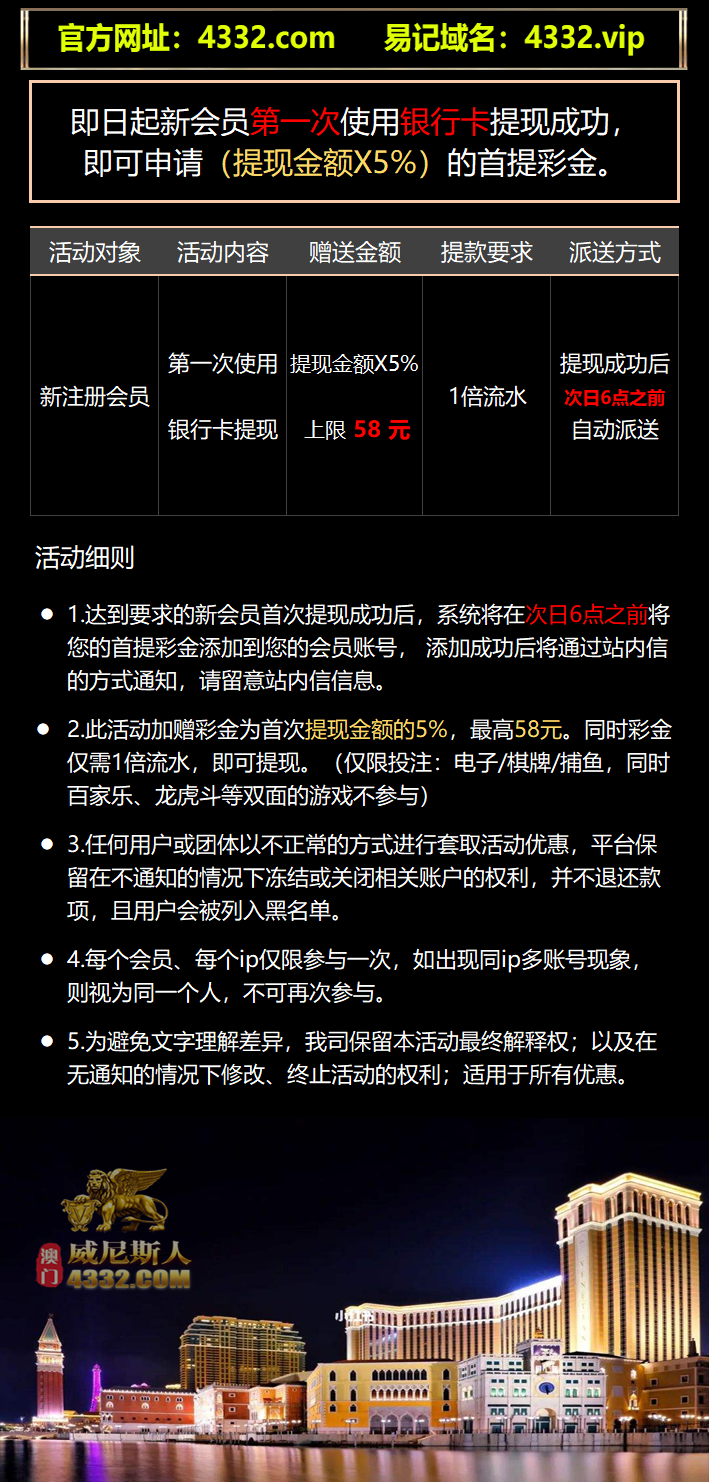 官方网址：4332.com 易记域名：4332.vip
即日起新会员第一次使用银行卡提现成功，
即可申请（提现金额X5%）的首提彩金。
活动对象 活动内容 赠送金额 提款要求 派送方式
新注册会员
第一次使用
银行卡提现
提现金额X5%
上限 58 元
1倍流水
提现成功后
次日6点之前
自动派送
活动细则
1.达到要求的新会员首次提现成功后，系统将在次日6点之前将
您的首提彩金添加到您的会员账号， 添加成功后将通过站内信
的方式通知，请留意站内信信息。
2.此活动加赠彩金为首次提现金额的5%，最高58元。同时彩金
仅需1倍流水，即可提现。（仅限投注：电子/棋牌/捕鱼，同时
百家乐、龙虎斗等双面的游戏不参与）
3.任何用户或团体以不正常的方式进行套取活动优惠，平台保
留在不通知的情况下冻结或关闭相关账户的权利，并不退还款
项，且用户会被列入黑名单。
4.每个会员、每个ip仅限参与一次，如出现同ip多账号现象，
则视为同一个人，不可再次参与。
5.为避免文字理解差异，我司保留本活动最终解释权；以及在
无通知的情况下修改、终止活动的权利；适用于所有优惠。
澳门
威尼斯人
4332.COM